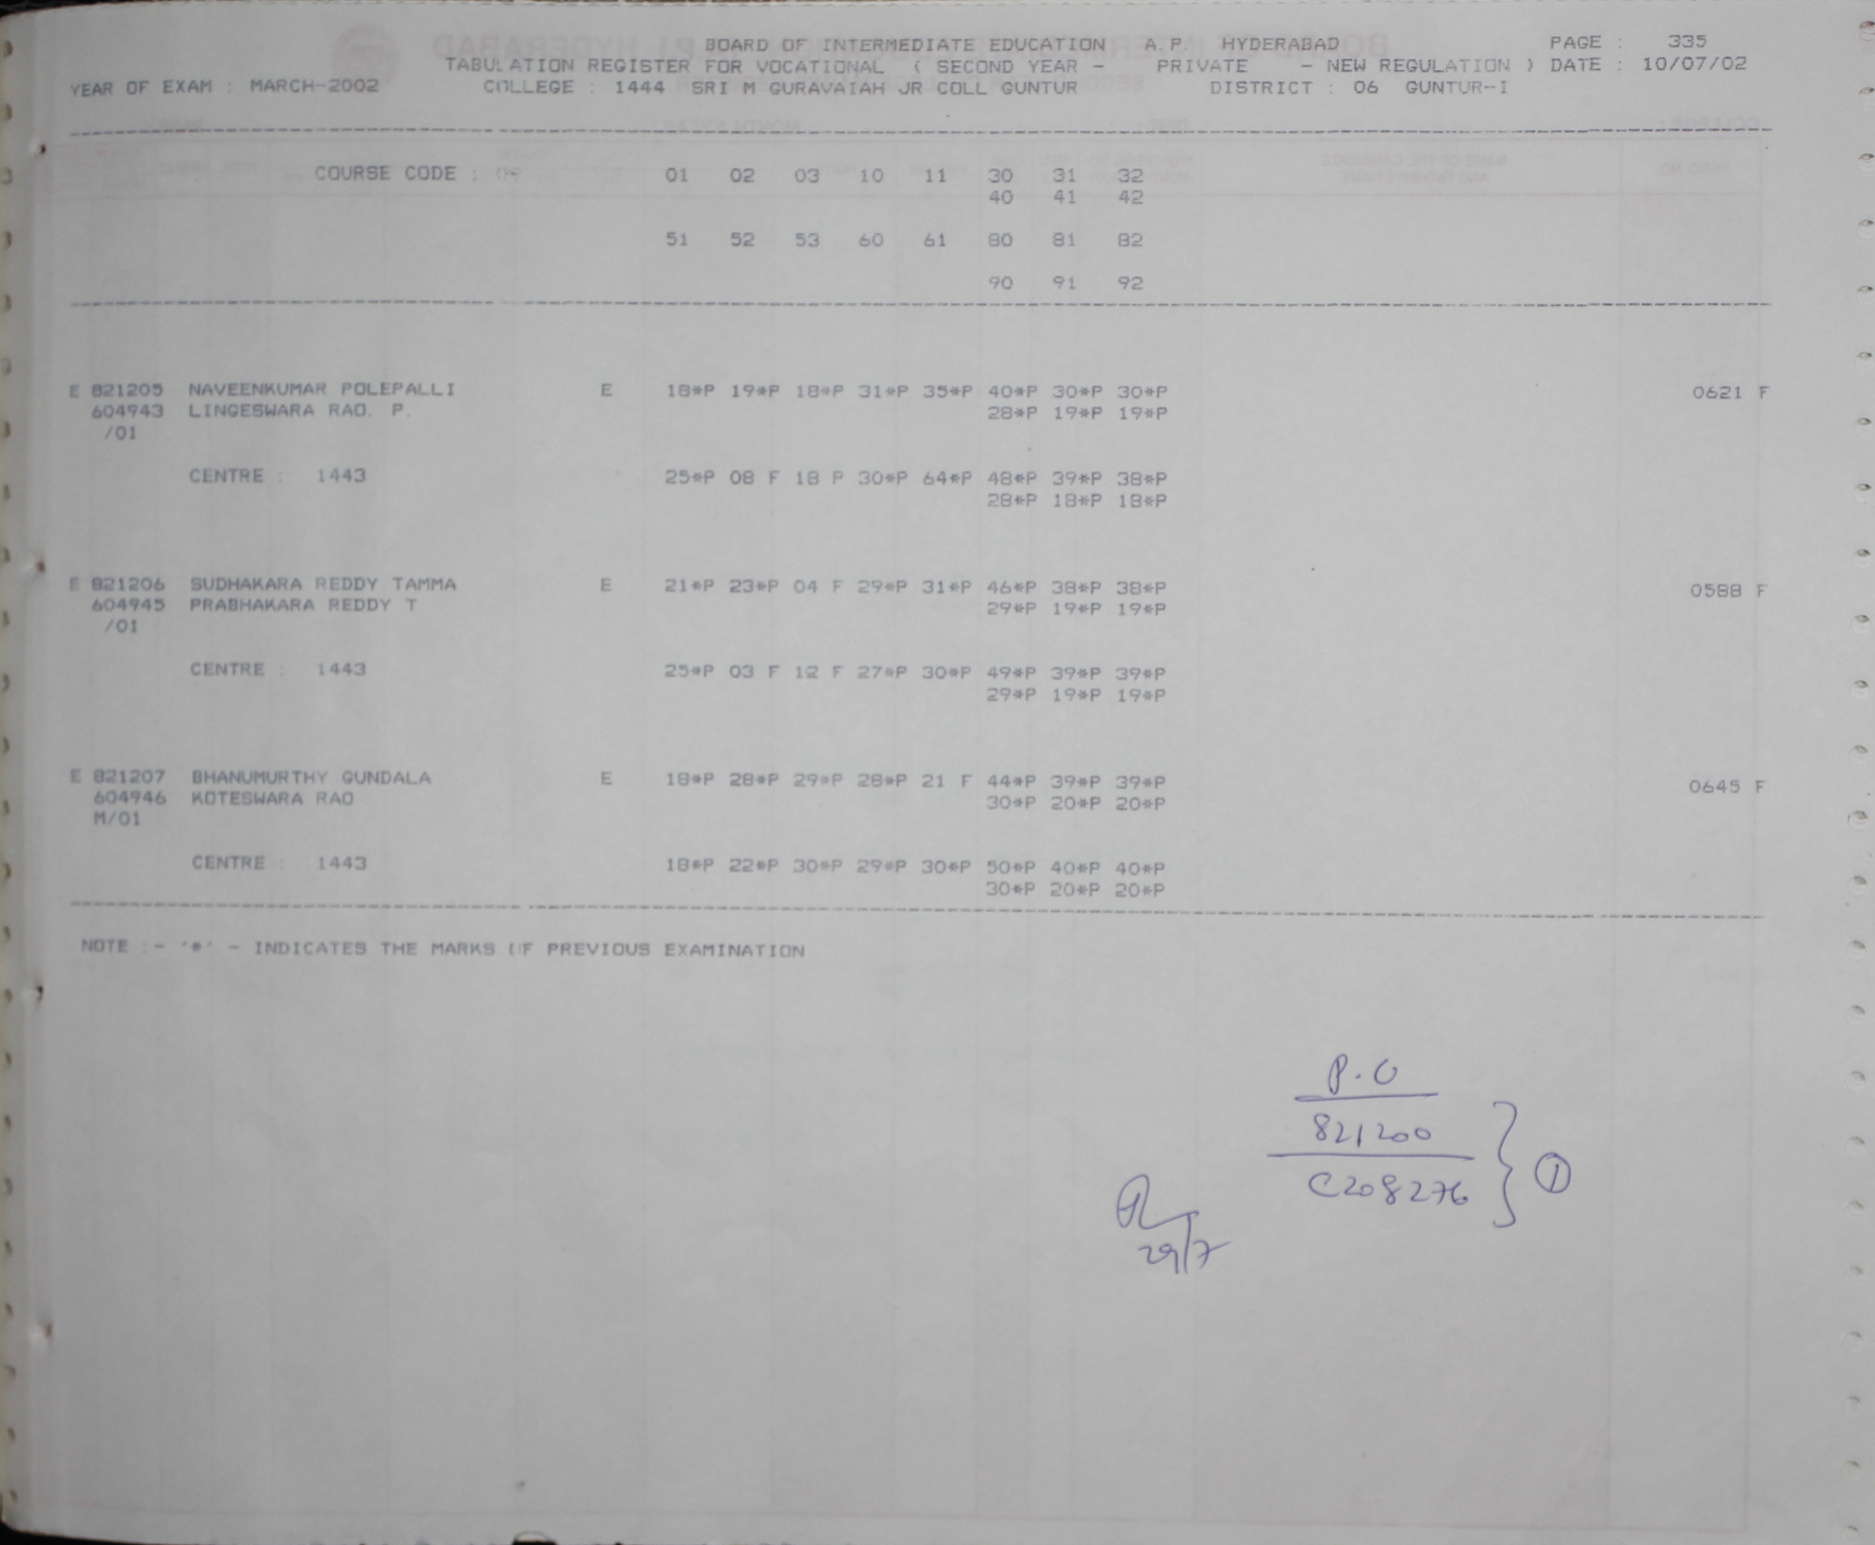 BOARD OF INTERMEDIATE EDUCATION A.P. HYDERABAD PAGE : 335
TABULATION REGISTER FOR VOCATIONAL ( SECOND YEAR - PRIVATE - NEW REGULATION ) DATE : 10/07/02
YEAR OF EXAM : MARCH-2002 COLLEGE : 1444 SRI M GURAVAIAH JR COLL GUNTUR DISTRICT : 06 GUNTUR-I
COURSE CODE : 09 01 02 03 10 11 30 31 32
40 41 42
51 52 53 60 61 80 81 82
90 91 92
E 821205 NAVEENKUMAR POLEPALLI E 18*P 19*P 18*P 31*P 35*P 40*P 30*P 30*P 0621 F
604943 LINGESWARA RAO. P. 28*P 19*P 19*P
/01
CENTRE : 1443 25*P 08 F 18 P 30*P 64*P 48*P 39*P 38*P
28*P 18*P 18*P
E 821206 SUDHAKARA REDDY TAMMA E 21*P 23*P 04 F 29*P 31*P 46*P 38*P 38*P 0588 F
604945 PRABHAKARA REDDY T 29*P 19*P 19*P
/01
CENTRE : 1443 25*P 03 F 12 F 27*P 30*P 49*P 39*P 39*P
29*P 19*P 19*P
E 821207 BHANUMURTHY GUNDALA E 18*P 28*P 29*P 28*P 21 F 44*P 39*P 39*P 0645 F
604946 KOTESWARA RAO 30*P 20*P 20*P
M/01
CENTRE : 1443 18*P 22*P 30*P 29*P 30*P 50*P 40*P 40*P
30*P 20*P 20*P
NOTE :- '*' - INDICATES THE MARKS OF PREVIOUS EXAMINATION
P.O
821200
C208276 1
29/7